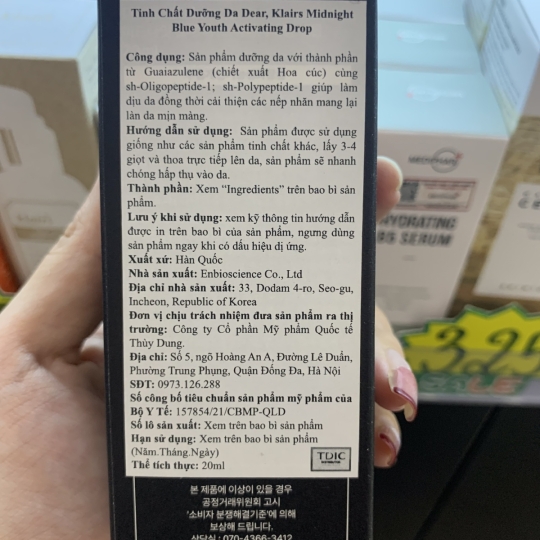 Tinh Chất Dưỡng Da Dear, Klairs Midnight
Blue Youth Activating Drop
Công dụng: Sản phẩm dưỡng da với thành phần
từ Guaiazulene (chiết xuất Hoa cúc) cùng
sh-Oligopeptide-1; sh-Polypeptide-1 giúp làm
dịu da đồng thời cải thiện các nếp nhăn mang lại
làn da mịn màng.
Hướng dẫn sử dụng: Sản phẩm được sử dụng
giống như các sản phẩm tinh chất khác, lấy 3-4
giọt và thoa trực tiếp lên da, sản phẩm sẽ nhanh
chóng hấp thụ vào da.
Thành phần: Xem “Ingredients” trên bao bì sản
phẩm.
Lưu ý khi sử dụng: xem kỹ thông tin hướng dẫn
được in trên bao bì của sản phẩm, ngưng dùng
sản phẩm ngay khi có dấu hiệu dị ứng.
Xuất xứ: Hàn Quốc
Nhà sản xuất: Enbioscience Co., Ltd
Địa chỉ nhà sản xuất: 33, Dodam 4-ro, Seo-gu,
Incheon, Republic of Korea
Đơn vị chịu trách nhiệm đưa sản phẩm ra thị
trường: Công ty Cổ phần Mỹ phẩm Quốc tế
Thùy Dung.
Địa chỉ: Số 5, ngõ Hoàng An A, Đường Lê Duẩn,
Phường Trung Phụng, Quận Đống Đa, Hà Nội
SĐT: 0973.126.288
Số công bố tiêu chuẩn sản phẩm mỹ phẩm của
Bộ Y Tế: 157854/21/CBMP-QLD
Số lô sản xuất: Xem trên bao bì sản phẩm
Hạn sử dụng: Xem trên bao bì sản phẩm
(Năm.Tháng.Ngày)
Thể tích thực: 20ml
TDIC
본 제품에 이상이 있을 경우
공정거래위원회 고시
'소비자 분쟁해결기준'에 의해
보상해 드립니다.
상담실 : 070-4366-3412
MEDIPHARM
HYDRATING
SERUM
SALE